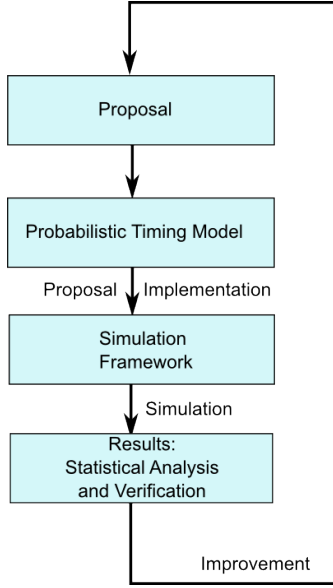 Proposal
Probabilistic Timing Model
Proposal Implementation
Simulation
Framework
Simulation
Results:
Statistical Analysis
and Verification
Improvement